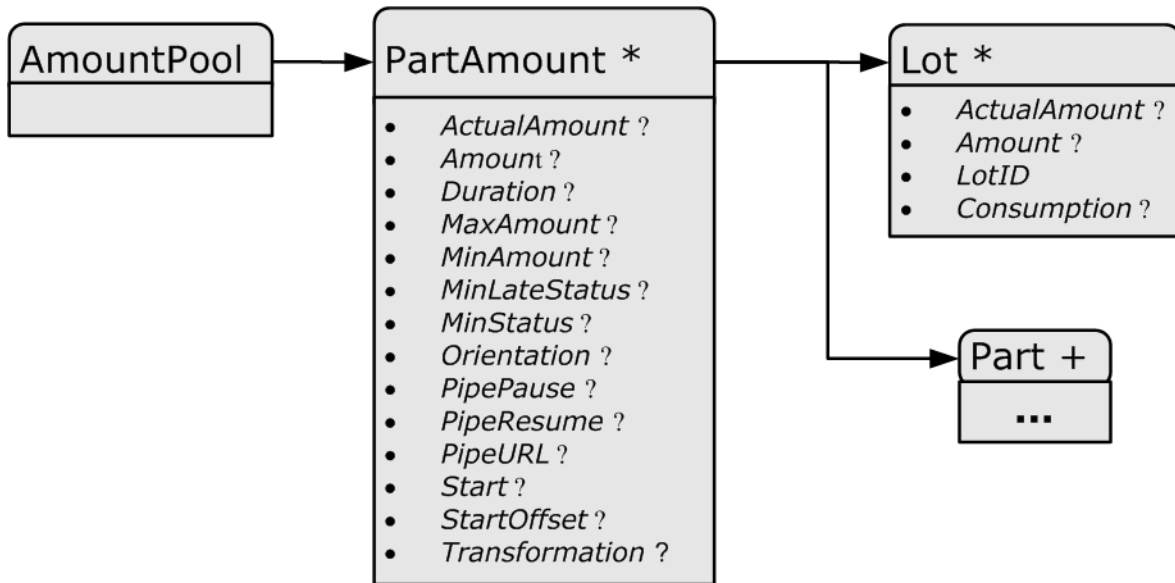 AmountPool
PartAmount *
• ActualAmount ?
• Amount ?
• Duration ?
• MaxAmount ?
• MinAmount ?
• MinLateStatus ?
• MinStatus ?
• Orientation ?
• PipePause ?
• PipeResume ?
• PipeURL ?
• Start ?
• StartOffset ?
• Transformation ?
Lot *
• ActualAmount ?
• Amount ?
• LotID
• Consumption ?
Part +
...